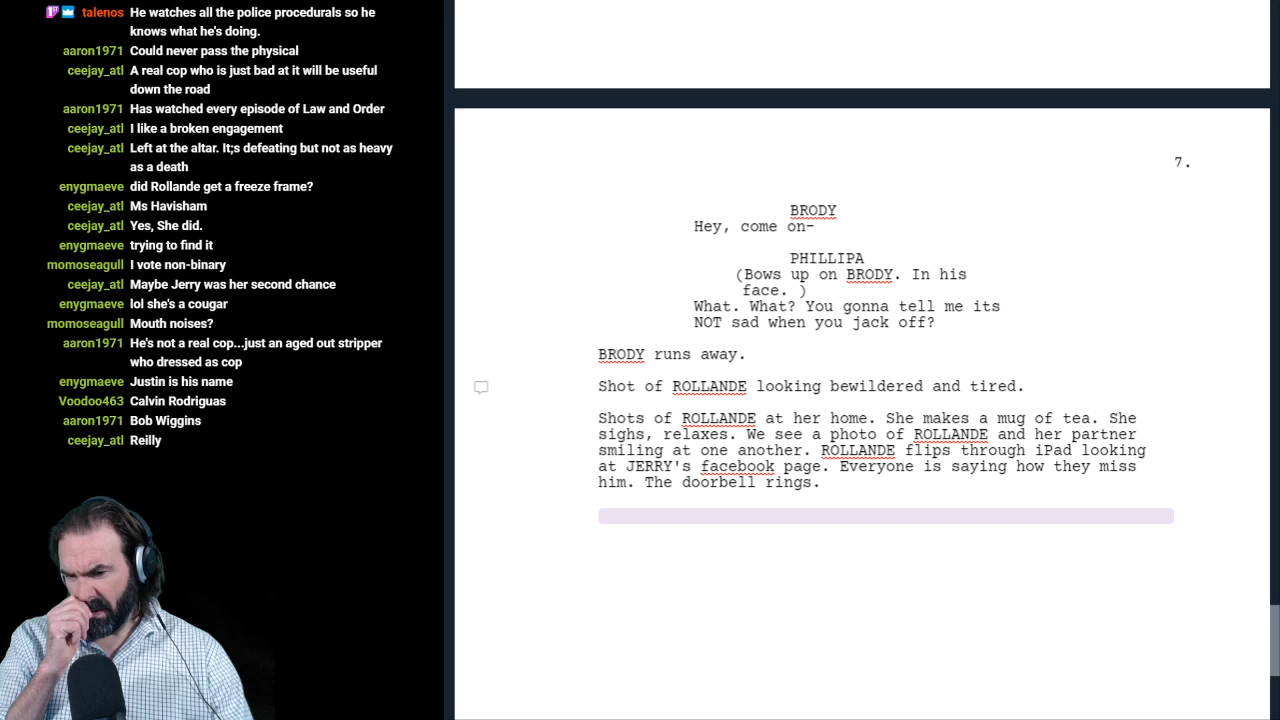 talenos He watches all the police procedurals so he
knows what he's doing.
aaron1971 Could never pass the physical
ceejay_atl A real cop who is just bad at it will be useful
down the road
aaron1971 Has watched every episode of Law and Order
ceejay_atl I like a broken engagement
ceejay_atl Left at the altar. It;s defeating but not as heavy
as a death
enygmaeve did Rollande get a freeze frame?
ceejay_atl Ms Havisham
ceejay_atl Yes, She did.
enygmaeve trying to find it
momoseagull I vote non-binary
ceejay_atl Maybe Jerry was her second chance
enygmaeve lol she's a cougar
momoseagull Mouth noises?
aaron1971 He's not a real cop...just an aged out stripper
who dressed as cop
enygmaeve Justin is his name
Voodoo463 Calvin Rodriguas
aaron1971 Bob Wiggins
ceejay_atl Reilly
7.
BRODY
Hey, come on-
PHILLIPA
(Bows up on BRODY. In his
face. )
What. What? You gonna tell me its
NOT sad when you jack off?
BRODY runs away.
Shot of ROLLANDE looking bewildered and tired.
Shots of ROLLANDE at her home. She makes a mug of tea. She
sighs, relaxes. We see a photo of ROLLANDE and her partner
smiling at one another. ROLLANDE flips through iPad looking
at JERRY's facebook page. Everyone is saying how they miss
him. The doorbell rings.